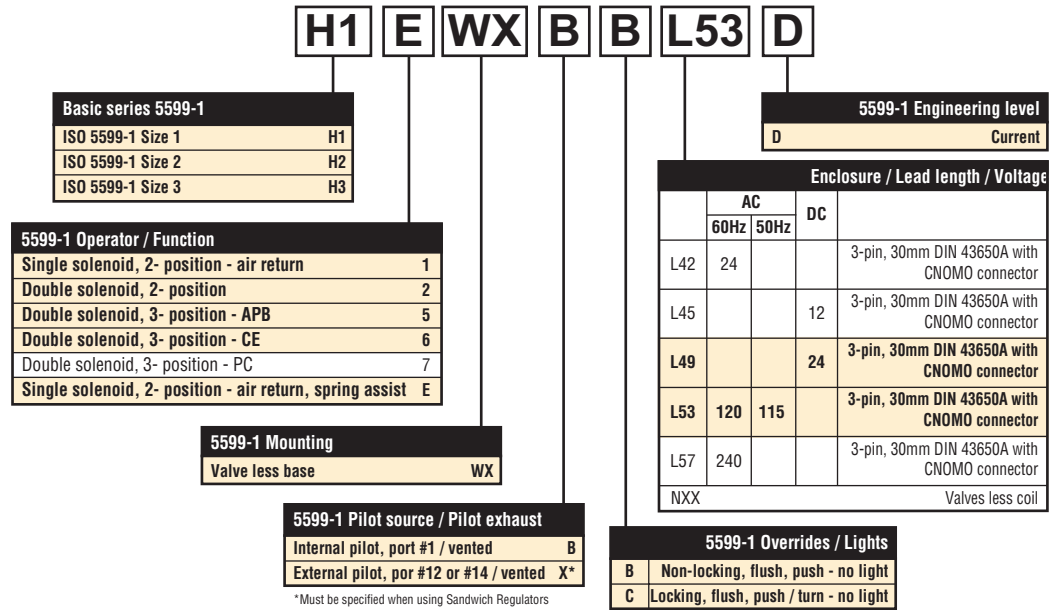 H1 E WX B B L53 D
Basic series 5599-1
ISO 5599-1 Size 1 H1
ISO 5599-1 Size 2 H2
ISO 5599-1 Size 3 H3
5599-1 Operator / Function
Single solenoid, 2- position - air return 1
Double solenoid, 2- position 2
Double solenoid, 3- position - APB 5
Double solenoid, 3- position - CE 6
Double solenoid, 3- position - PC 7
Single solenoid, 2- position - air return, spring assist E
5599-1 Mounting
Valve less base WX
5599-1 Pilot source / Pilot exhaust
Internal pilot, port #1 / vented B
External pilot, por #12 or #14 / vented X*
*Must be specified when using Sandwich Regulators
5599-1 Engineering level
D Current
Enclosure / Lead length / Voltage
AC DC
60Hz 50Hz
L42 24 3-pin, 30mm DIN 43650A with
CNOMO connector
L45 12 3-pin, 30mm DIN 43650A with
CNOMO connector
L49 24 3-pin, 30mm DIN 43650A with
CNOMO connector
L53 120 115 3-pin, 30mm DIN 43650A with
CNOMO connector
L57 240 3-pin, 30mm DIN 43650A with
CNOMO connector
NXX Valves less coil
5599-1 Overrides / Lights
B Non-locking, flush, push - no light
C Locking, flush, push / turn - no light